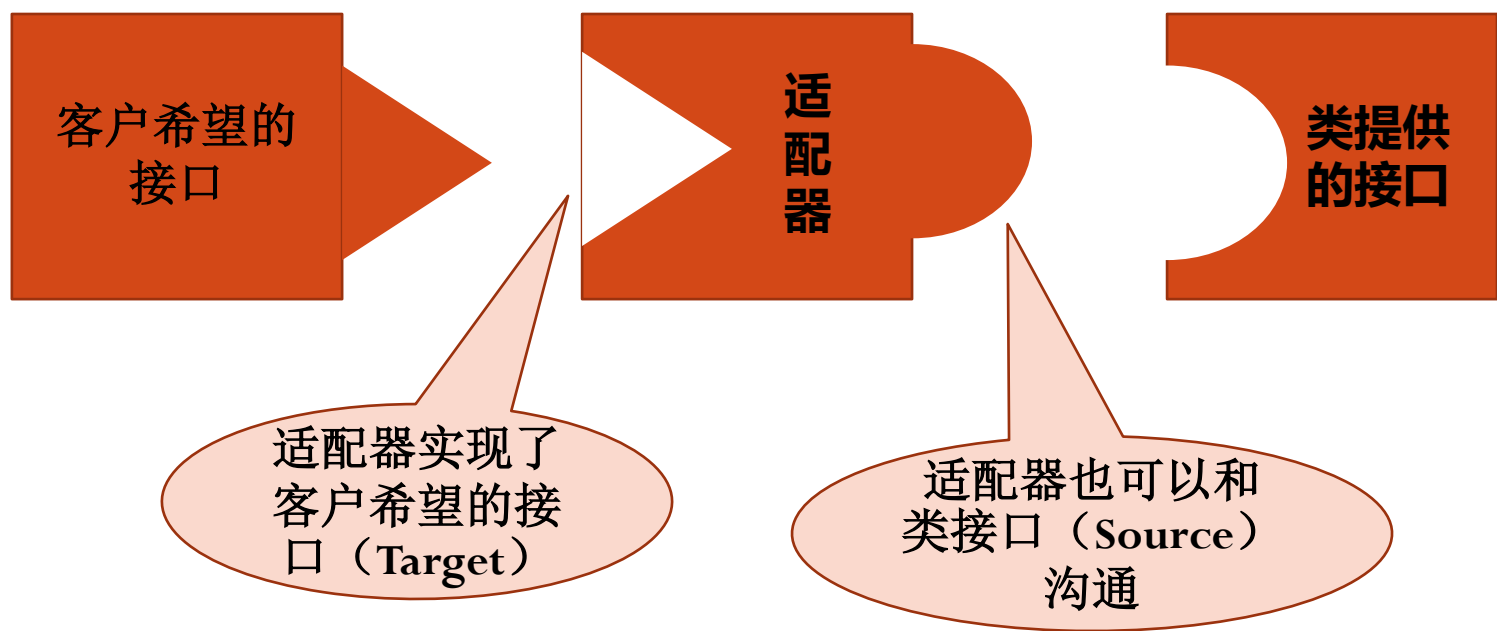 客户希望的
接口
适
配
器
类提供
的接口
适配器实现了
客户希望的接
口（Target）
适配器也可以和
类接口（Source）
沟通